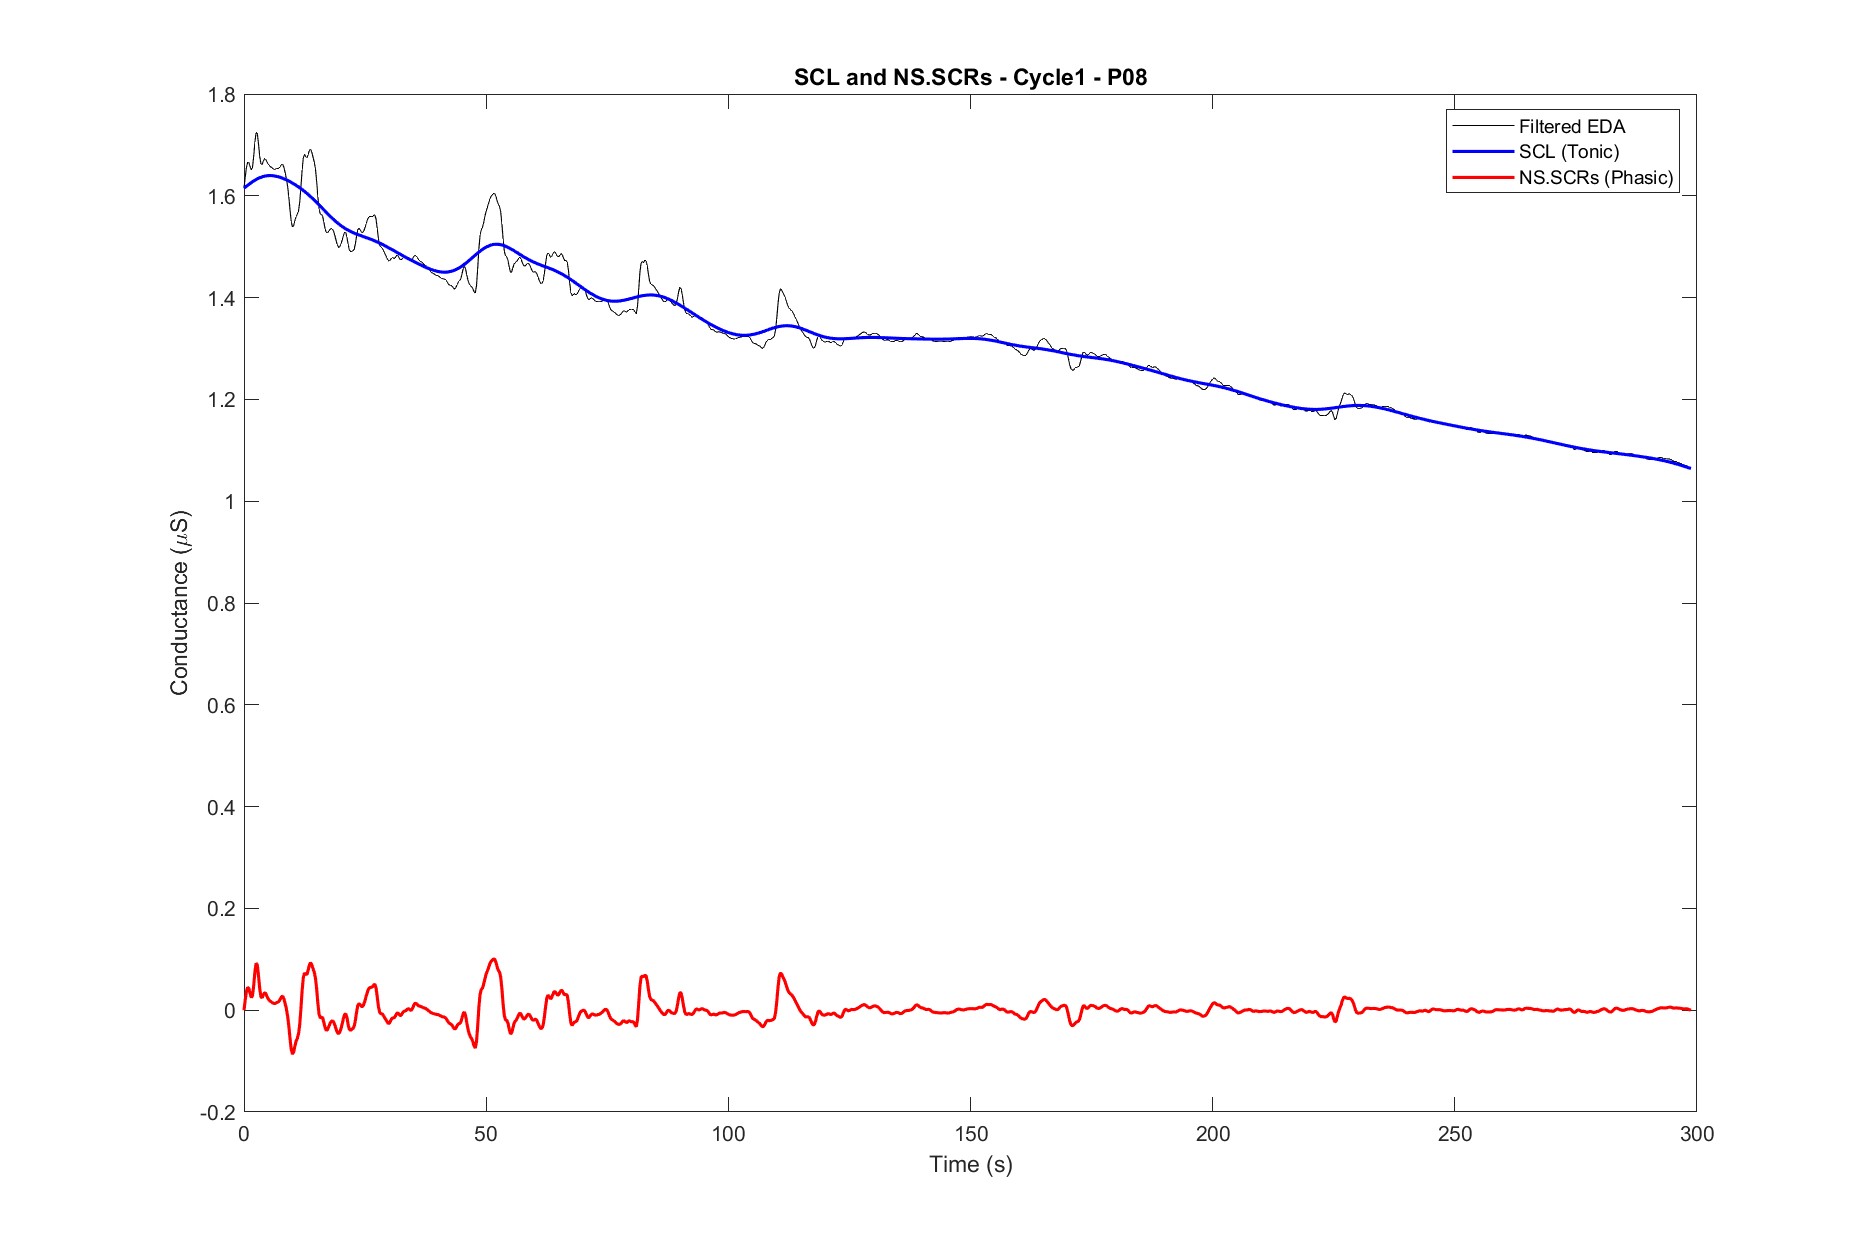 SCL and NS.SCRs - Cycle1 - P08
Filtered EDA
SCL (Tonic)
NS.SCRs (Phasic)
1.8
1.6
1.4
1.2
1
0.8
0.6
0.4
0.2
0
-0.2
Conductance (μS)
0 50 100 150 200 250 300
Time (s)